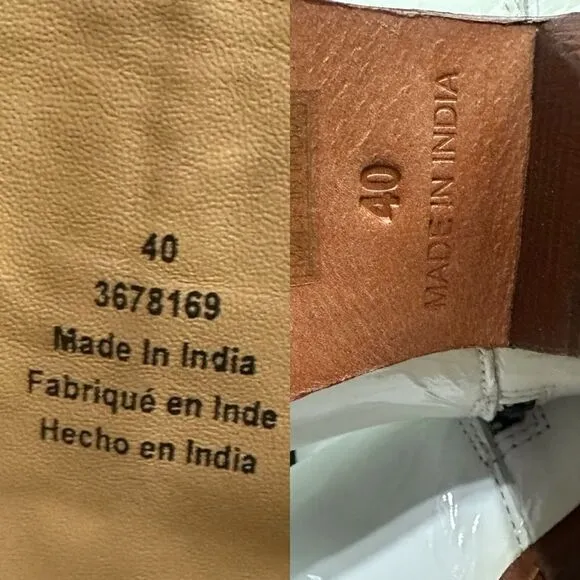 40
3678169
Made In India
Fabriqué en Inde
Hecho en India
40
MADE IN INDIA